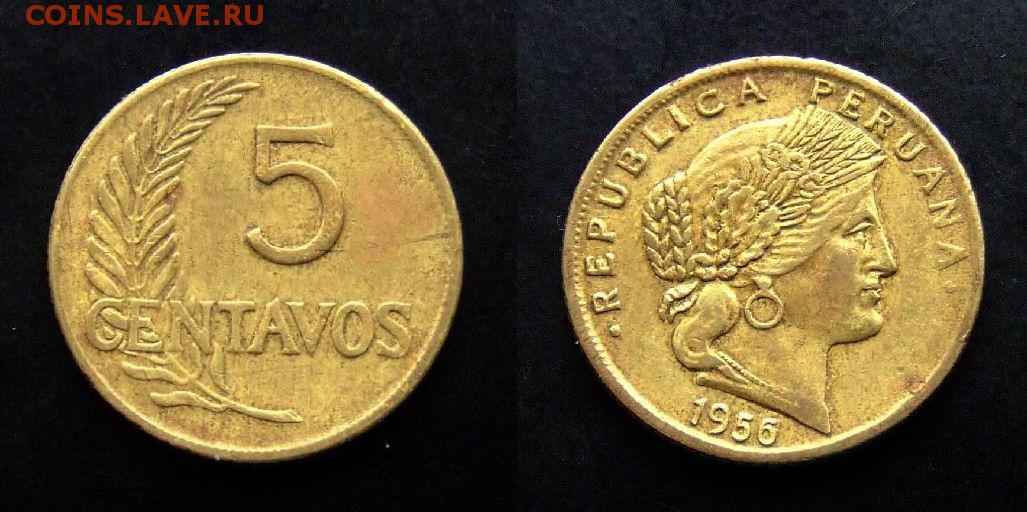 COINS.LAVE.RU
5
CENTAVOS
.REPUBLICA PERUANA.
1956